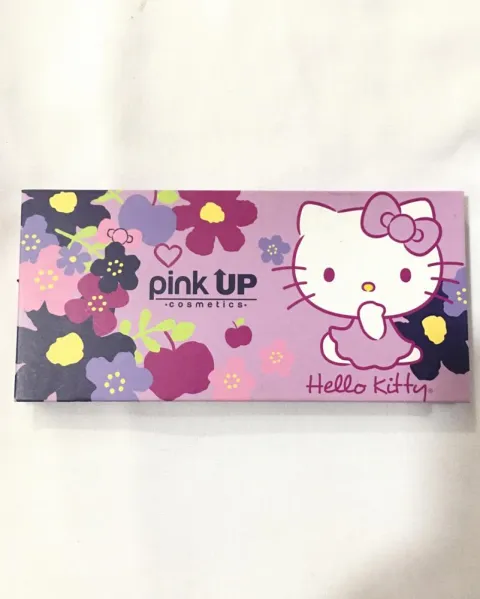 pink UP
·cosmetics·
Hello Kitty®